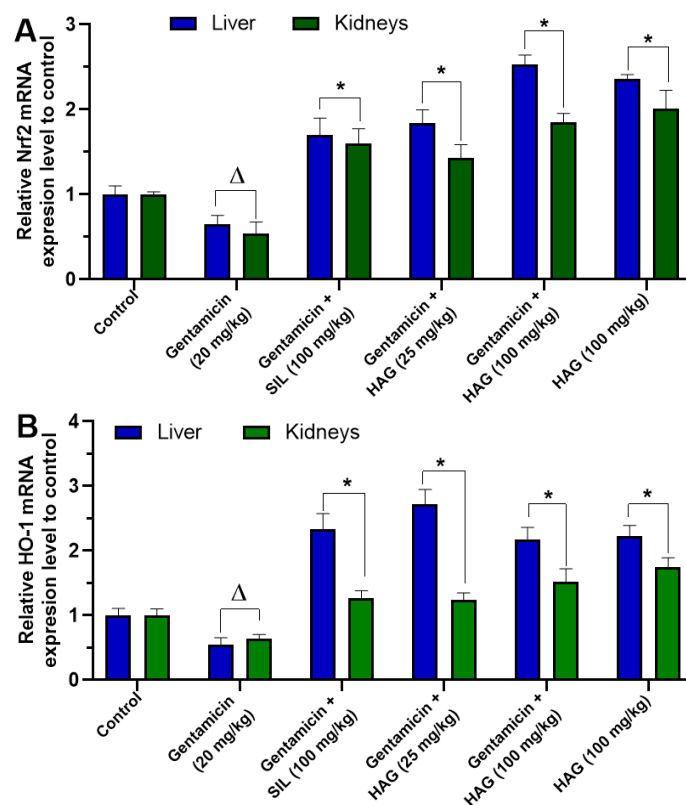 A
Liver
Kidneys
Relative Nrf2 mRNA
expresion level to control
3
2
1
0
Δ
*
*
*
*
Control
Gentamicin
(20 mg/kg)
Gentamicin +
SIL (100 mg/kg)
Gentamicin +
HAG (25 mg/kg)
Gentamicin +
HAG (100 mg/kg)
HAG (100 mg/kg)
B
Liver
Kidneys
Relative HO-1 mRNA
expresion level to control
4
3
2
1
0
Δ
*
*
*
*
Control
Gentamicin
(20 mg/kg)
Gentamicin +
SIL (100 mg/kg)
Gentamicin +
HAG (25 mg/kg)
Gentamicin +
HAG (100 mg/kg)
HAG (100 mg/kg)